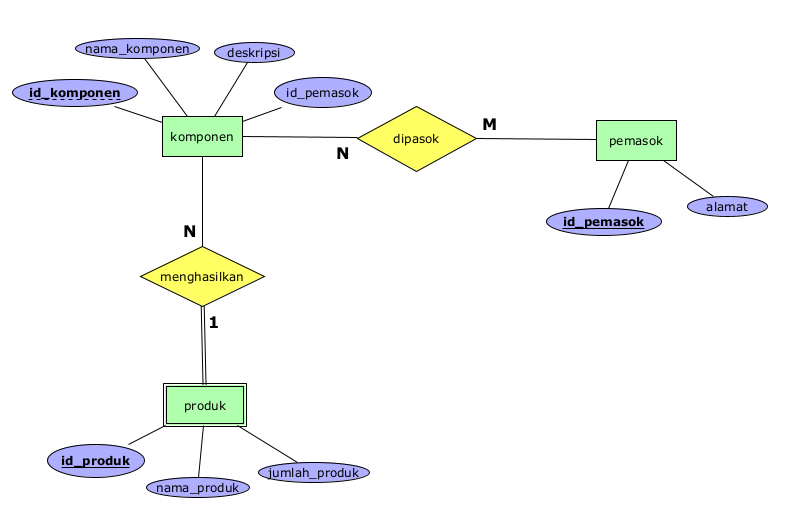 nama_komponen
deskripsi
id_komponen
id_pemasok
komponen
dipasok
M
N
pemasok
id_pemasok
alamat
N
menghasilkan
1
produk
id_produk
nama_produk
jumlah_produk